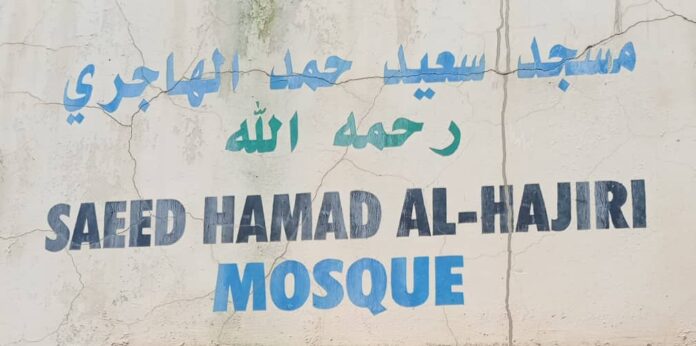 مسجد سعيد حمد الهاجري
رحمه الله
SAEED HAMAD AL-HAJIRI
MOSQUE